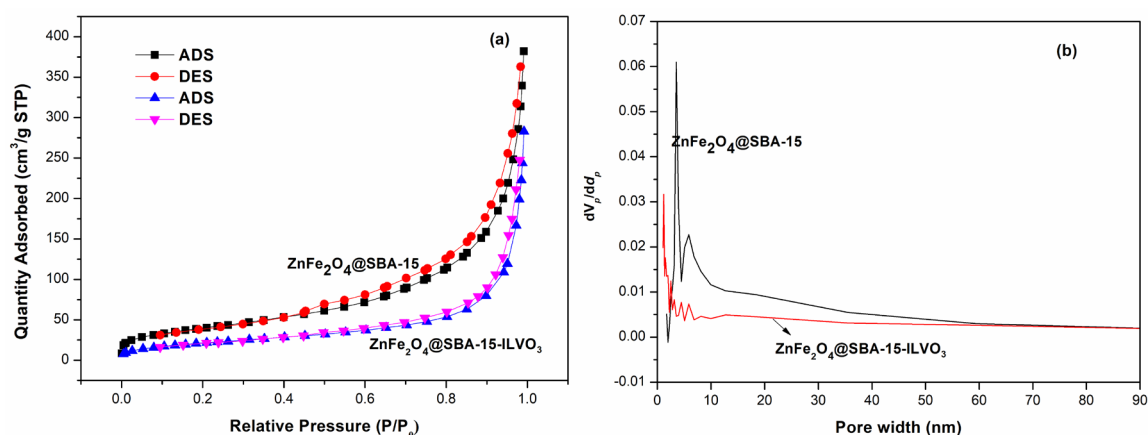 (a)
ADS
DES
ADS
DES
ZnFe2O4@SBA-15
ZnFe2O4@SBA-15-ILVO3
Quantity Adsorbed (cm3/g STP)
400
350
300
250
200
150
100
50
0
0.0 0.2 0.4 0.6 0.8 1.0
Relative Pressure (P/Po)
(b)
ZnFe2O4@SBA-15
ZnFe2O4@SBA-15-ILVO3
dVp/ddp
0.07
0.06
0.05
0.04
0.03
0.02
0.01
0.00
-0.01
0 10 20 30 40 50 60 70 80 90
Pore width (nm)